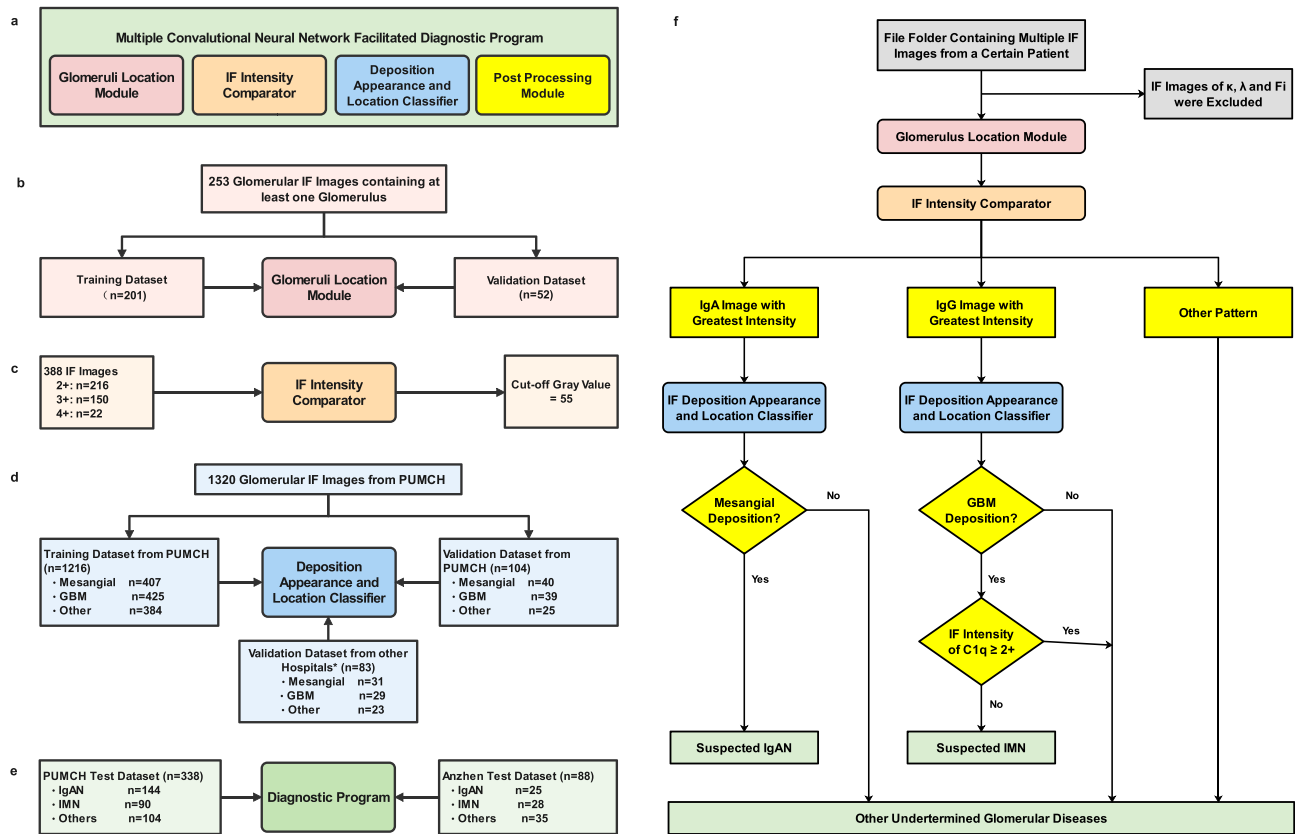 a
Multiple Convalutional Neural Network Facilitated Diagnostic Program
Glomeruli Location
Module
IF Intensity
Comparator
Deposition
Appearance and
Location Classifier
Post Processing
Module
b
253 Glomerular IF Images containing at
least one Glomerulus
Training Dataset
（n=201)
Glomeruli Location
Module
Validation Dataset
(n=52)
c
388 IF Images
2+: n=216
3+: n=150
4+: n=22
IF Intensity
Comparator
Cut-off Gray Value
= 55
d
1320 Glomerular IF Images from PUMCH
Training Dataset from PUMCH
(n=1216)
· Mesangial n=407
· GBM n=425
· Other n=384
Deposition
Appearance and
Location Classifier
Validation Dataset from
PUMCH (n=104)
· Mesangial n=40
· GBM n=39
· Other n=25
Validation Dataset from other
Hospitals* (n=83)
· Mesangial n=31
· GBM n=29
· Other n=23
e
PUMCH Test Dataset (n=338)
· IgAN n=144
· IMN n=90
· Others n=104
Diagnostic Program
Anzhen Test Dataset (n=88)
· IgAN n=25
· IMN n=28
· Others n=35
f
File Folder Containing Multiple IF
Images from a Certain Patient
IF Images of κ, λ and Fi
were Excluded
Glomerulus Location Module
IF Intensity Comparator
IgA Image with
Greatest Intensity
IgG Image with
Greatest Intensity
Other Pattern
IF Deposition Appearance
and Location Classifier
IF Deposition Appearance
and Location Classifier
Mesangial
Deposition?
No
GBM
Deposition?
No
Yes
Yes
IF Intensity
of C1q ≥ 2+
Yes
No
Suspected IgAN
Suspected IMN
Other Undertermined Glomerular Diseases